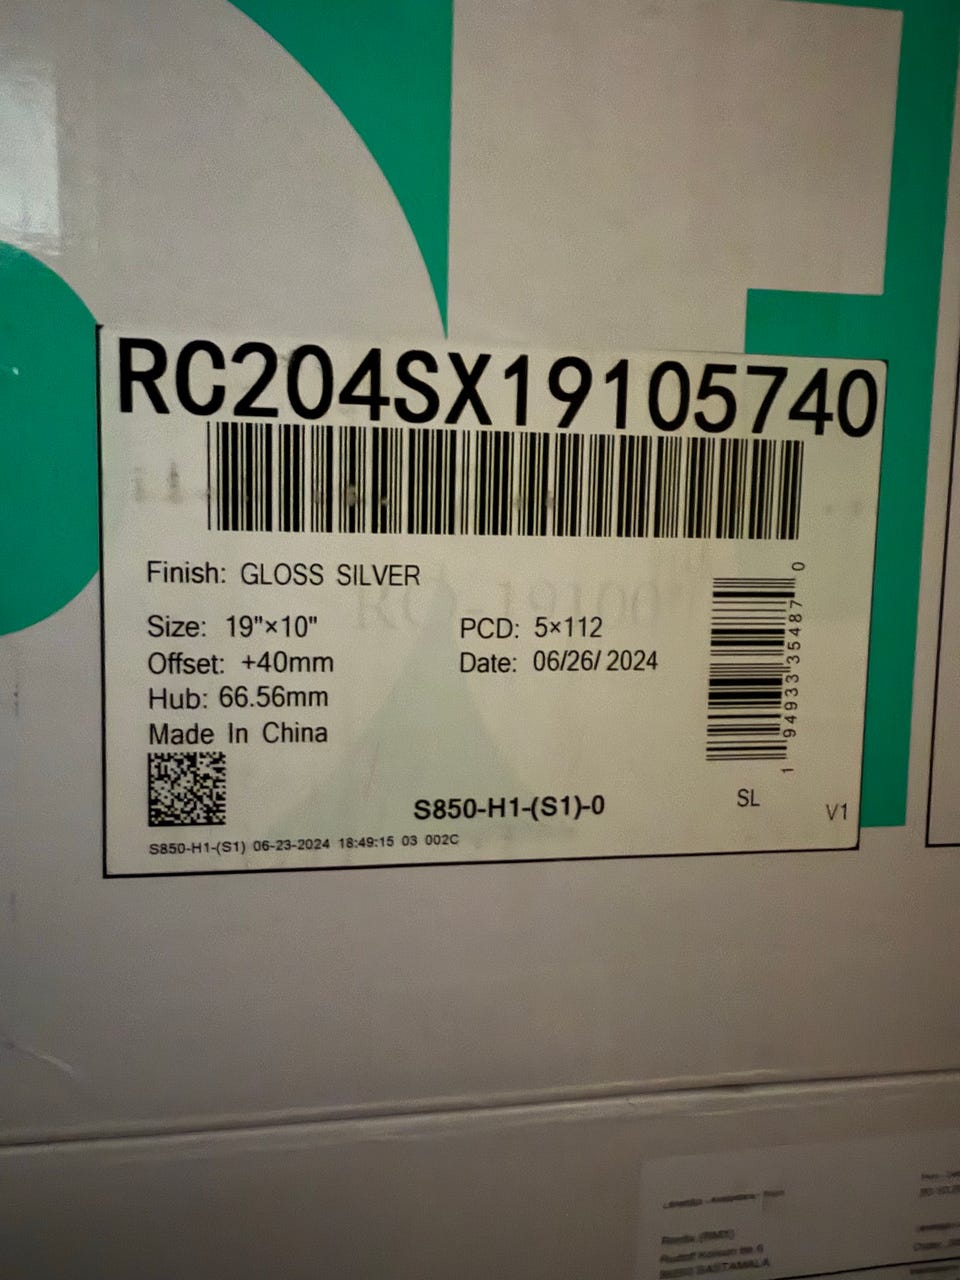 RC204SX19105740
Finish: GLOSS SILVER
Size: 19"×10"
PCD: 5×112
Offset: +40mm
Date: 06/26/ 2024
Hub: 66.56mm
Made In China
1 94933 35487 0
S850-H1-(S1)-0
SL
V1
S850-H1-(S1) 06-23-2024 18:49:15 03 002C